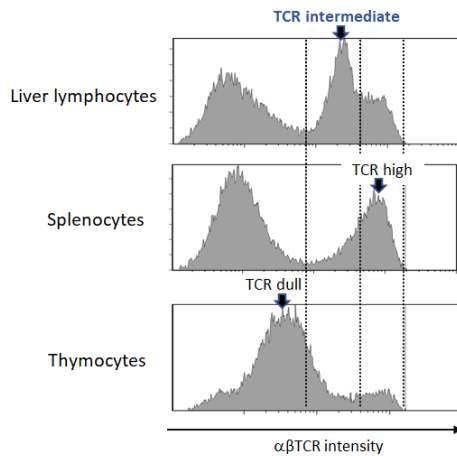 TCR intermediate
Liver lymphocytes
TCR high
Splenocytes
TCR dull
Thymocytes
αβTCR intensity